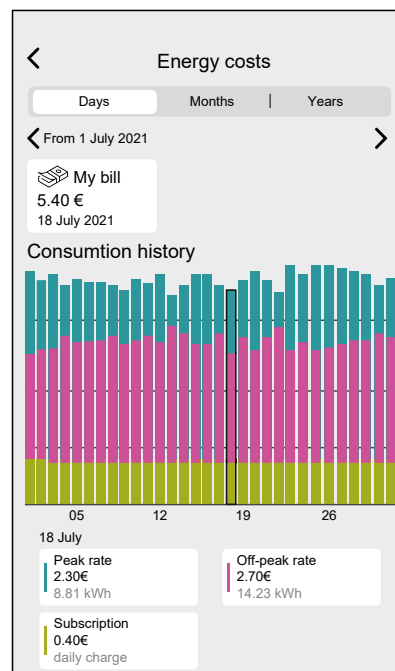 Energy costs
Days Months | Years
From 1 July 2021
My bill
5.40 €
18 July 2021
Consumtion history
05 12 19 26
18 July
Peak rate
2.30€
8.81 kWh
Off-peak rate
2.70€
14.23 kWh
Subscription
0.40€
daily charge